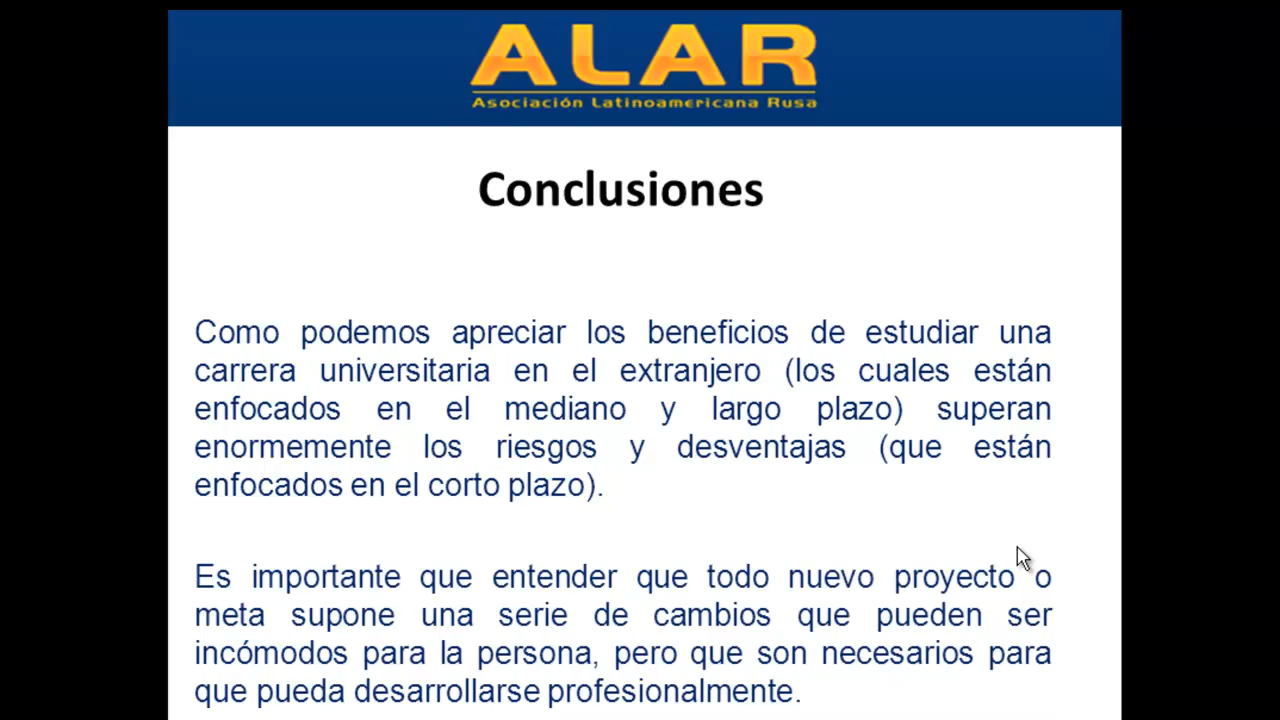 ALAR
Asociación Latinoamericana Rusa
Conclusiones
Como podemos apreciar los beneficios de estudiar una
carrera universitaria en el extranjero (los cuales están
enfocados en el mediano y largo plazo) superan
enormemente los riesgos y desventajas (que están
enfocados en el corto plazo).
Es importante que entender que todo nuevo proyecto o
meta supone una serie de cambios que pueden ser
incómodos para la persona, pero que son necesarios para
que pueda desarrollarse profesionalmente.